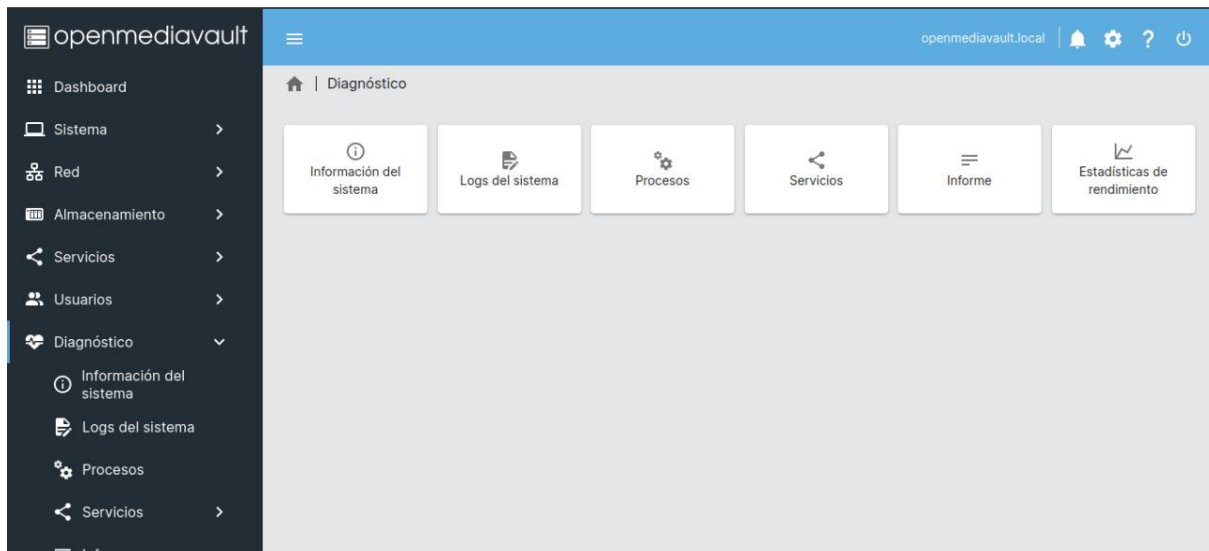 openmediavault
openmediavault.local
Dashboard
Sistema
Red
Almacenamiento
Servicios
Usuarios
Diagnóstico
Información del
sistema
Logs del sistema
Procesos
Servicios
| Diagnóstico
Información del
sistema
Logs del sistema
Procesos
Servicios
Informe
Estadísticas de
rendimiento